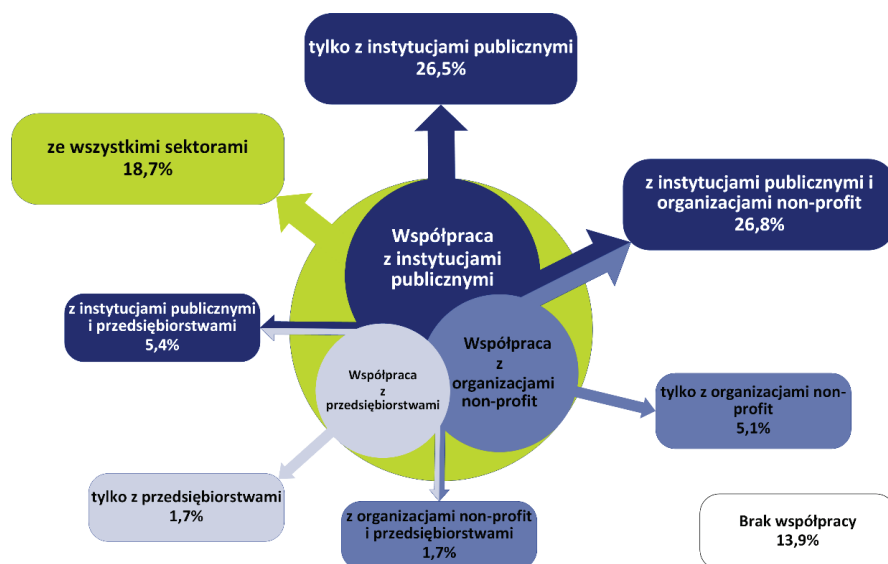 tylko z instytucjami publicznymi
26,5%
ze wszystkimi sektorami
18,7%
z instytucjami publicznymi i
organizacjami non-profit
26,8%
Współpraca
z instytucjami
publicznymi
z instytucjami publicznymi
i przedsiębiorstwami
5,4%
Współpraca
z
organizacjami
non-profit
Współpraca
z
przedsiębiorstwami
tylko z organizacjami non-
profit
5,1%
tylko z przedsiębiorstwami
1,7%
z organizacjami non-profit
i przedsiębiorstwami
1,7%
Brak współpracy
13,9%